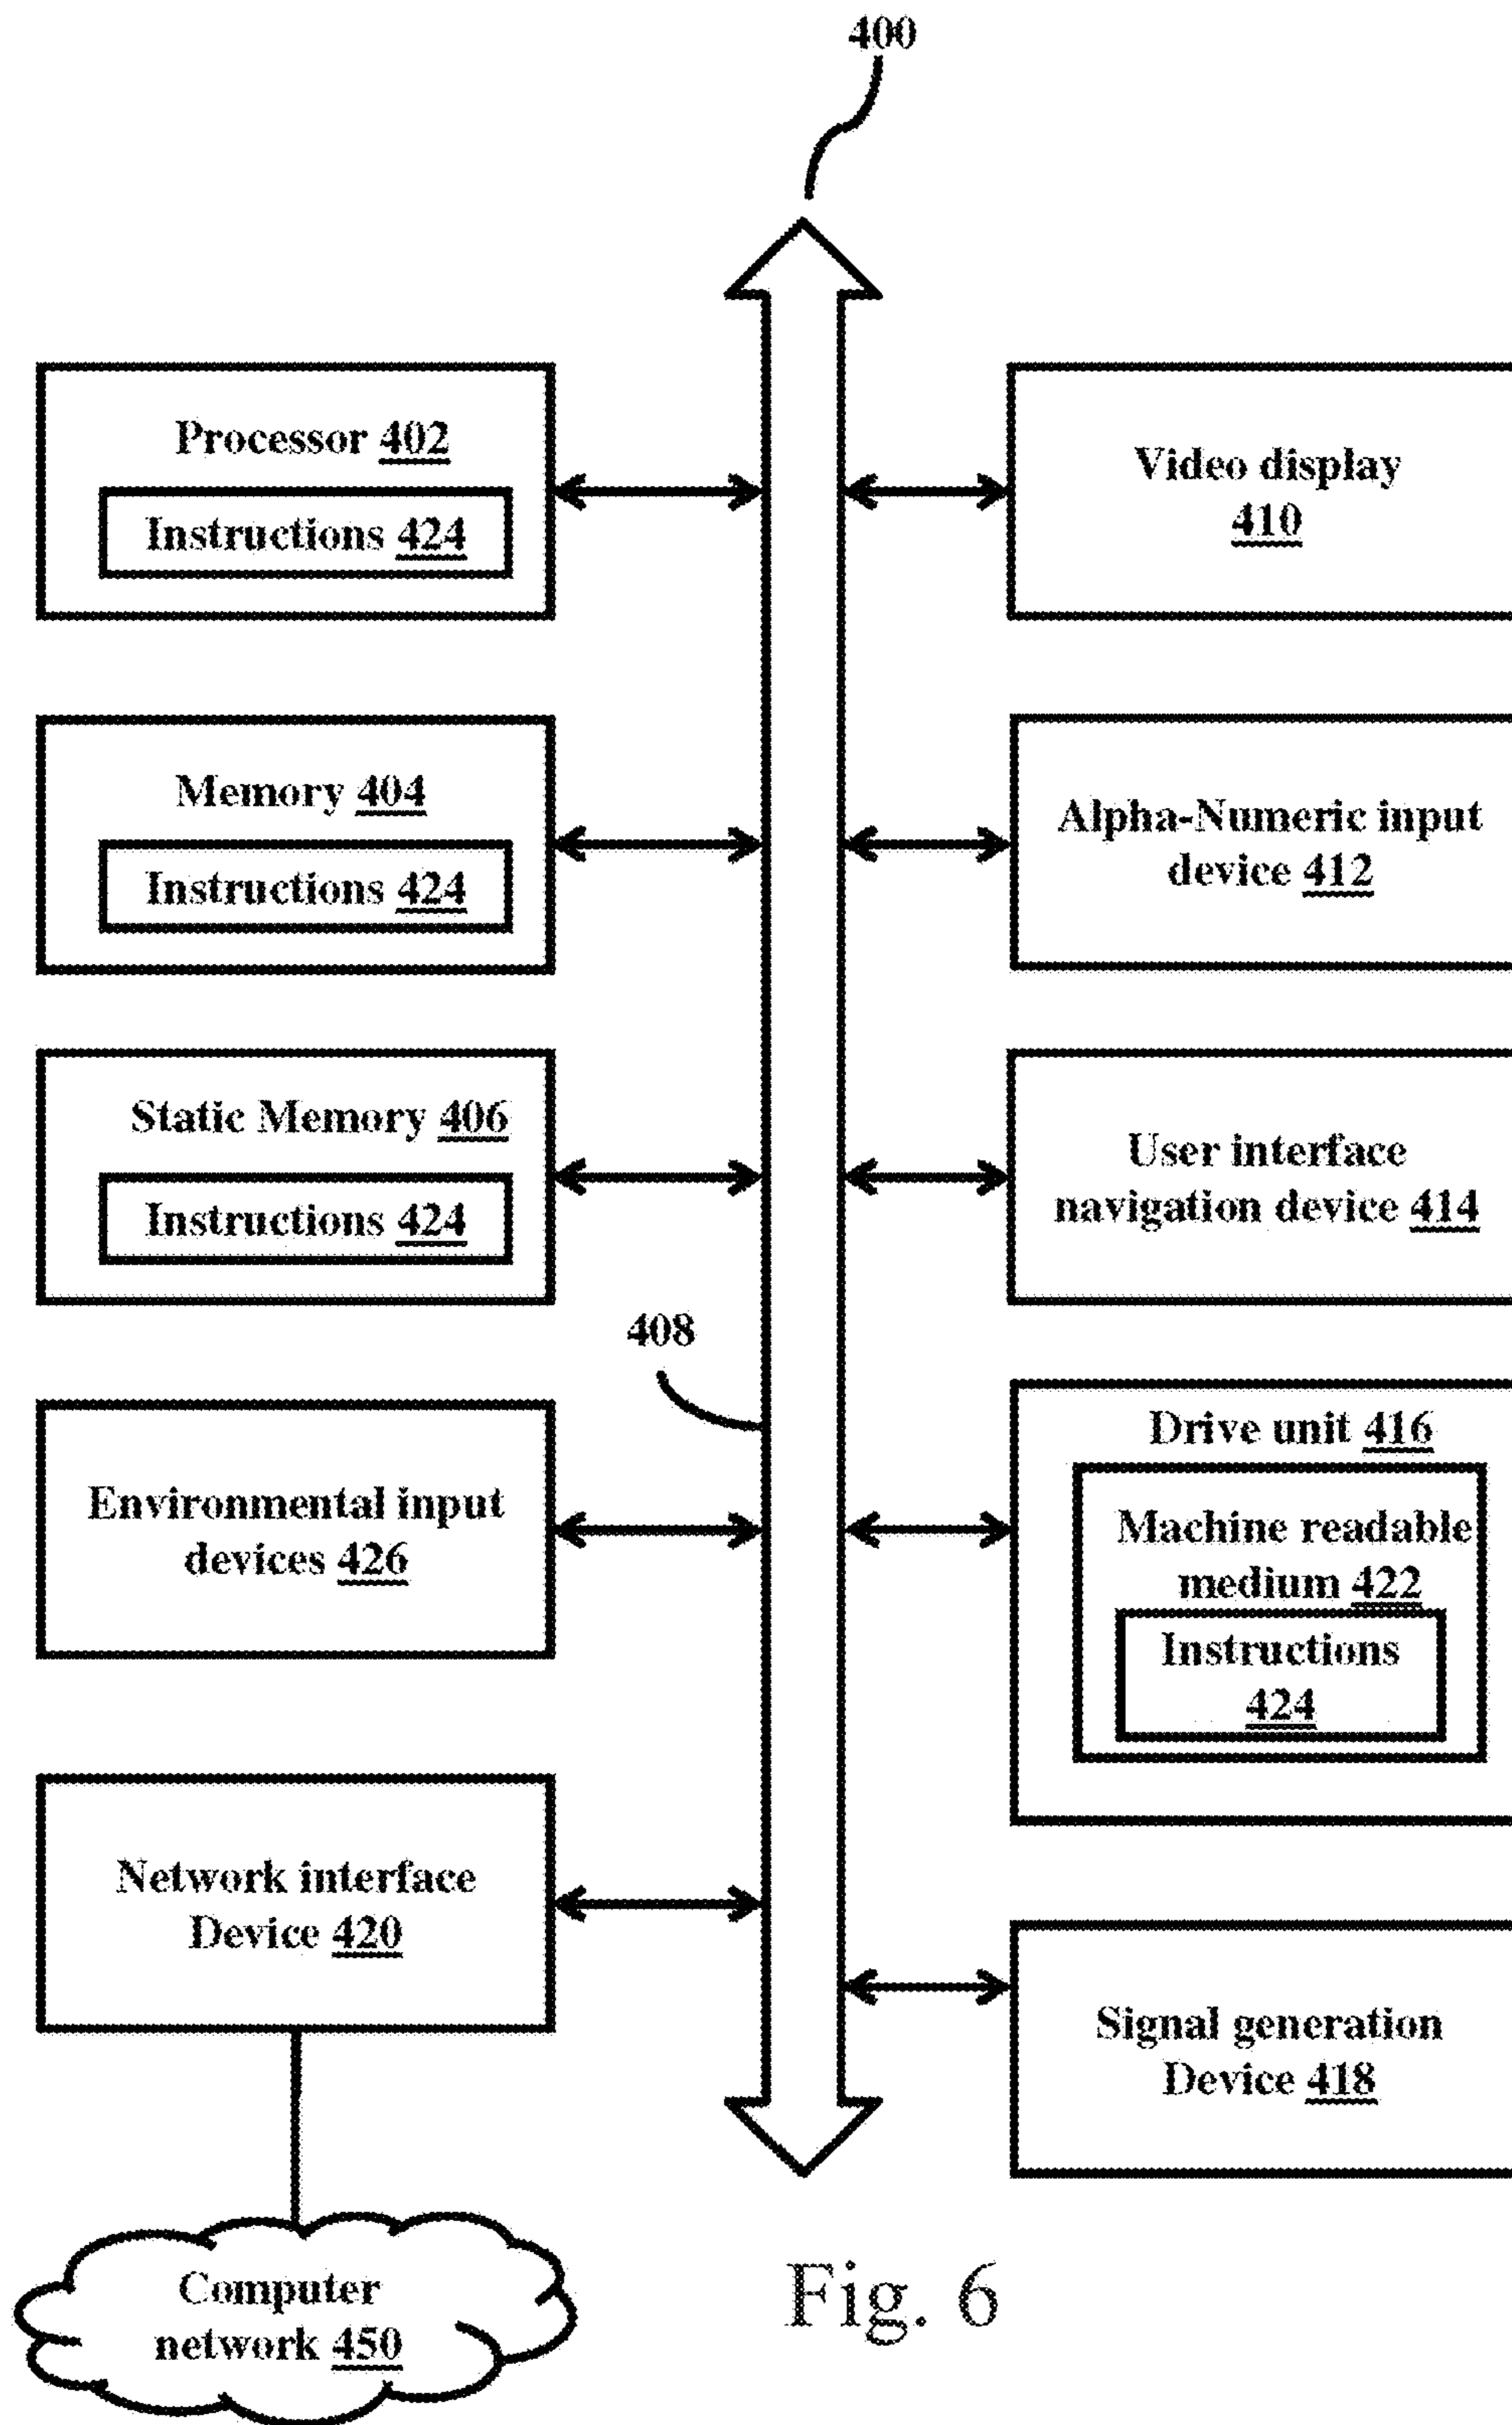 400
Processor 402
Instructions 424
Video display
410
Memory 404
Instructions 424
Alpha-Numeric input
device 412
Static Memory 406
Instructions 424
User interface
navigation device 414
408
Environmental input
devices 426
Drive unit 416
Machine readable
medium 422
Instructions
424
Network interface
Device 420
Signal generation
Device 418
Computer
network 450
Fig. 6